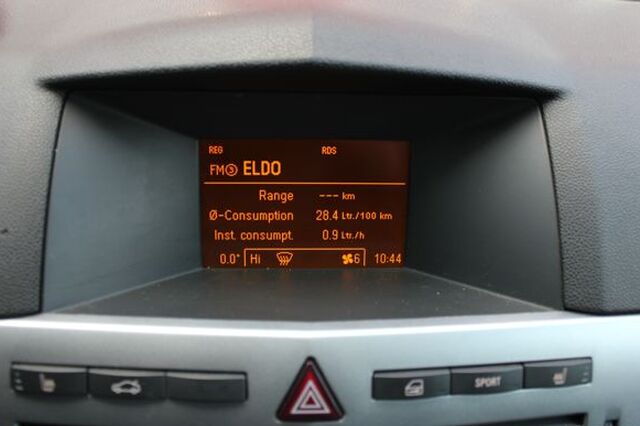 REG RDS
FM3 ELDO
Range --- km
Ø-Consumption 28.4 Ltr./100 km
Inst. consumpt. 0.9 Ltr./h
0.0° Hi 6 10:44
SPORT